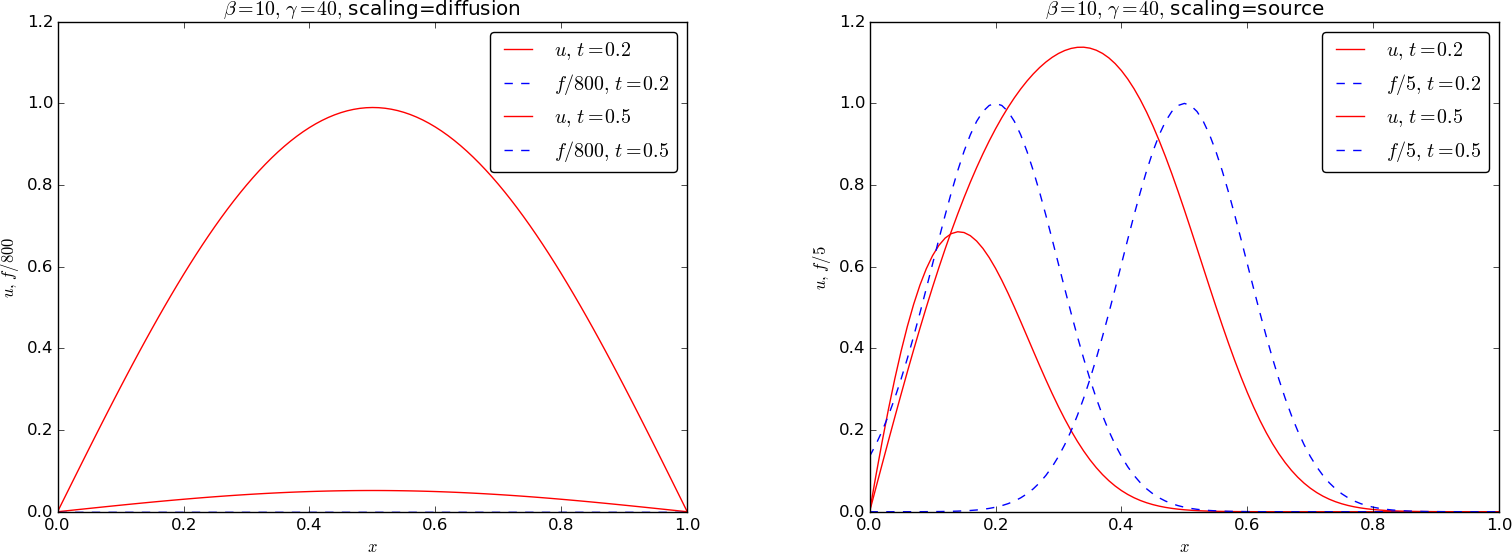 β=10, γ=40, scaling=diffusion
1.2
1.0
0.8
0.6
0.4
0.2
0.0
u, f/800
u, t=0.2
f/800, t=0.2
u, t=0.5
f/800, t=0.5
0.0 0.2 0.4 0.6 0.8 1.0
x
β=10, γ=40, scaling=source
1.2
1.0
0.8
0.6
0.4
0.2
0.0
u, f/5
u, t=0.2
f/5, t=0.2
u, t=0.5
f/5, t=0.5
0.0 0.2 0.4 0.6 0.8 1.0
x